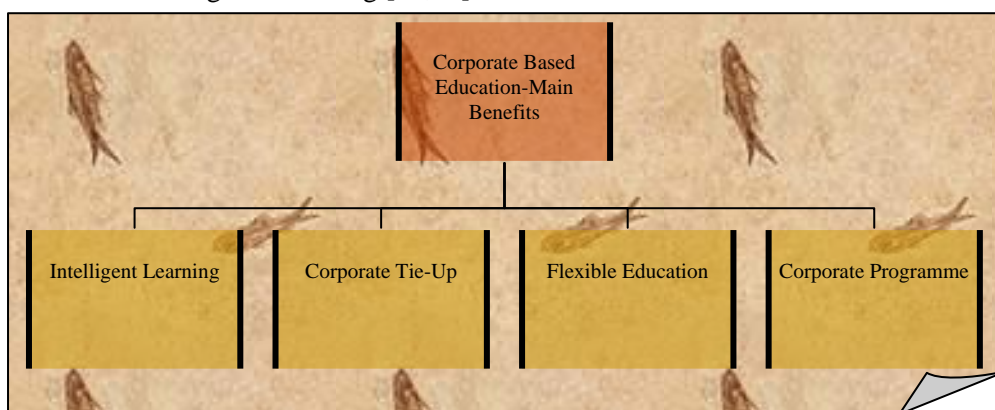 Corporate Based
Education-Main
Benefits
Intelligent Learning
Corporate Tie-Up
Flexible Education
Corporate Programme